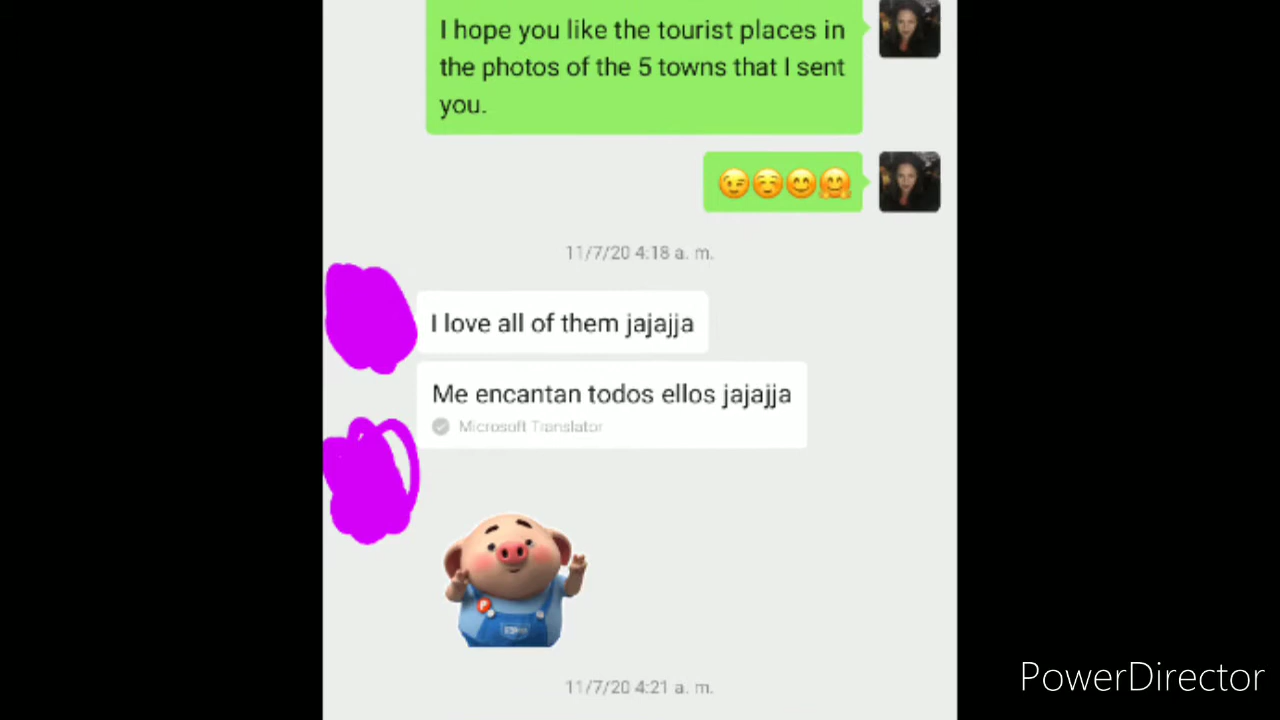 I hope you like the tourist places in
the photos of the 5 towns that I sent
you.
😉☺️😊🤗
11/7/20 4:18 a. m.
I love all of them jajajja
Me encantan todos ellos jajajja
Microsoft Translator
11/7/20 4:21 a. m.
PowerDirector